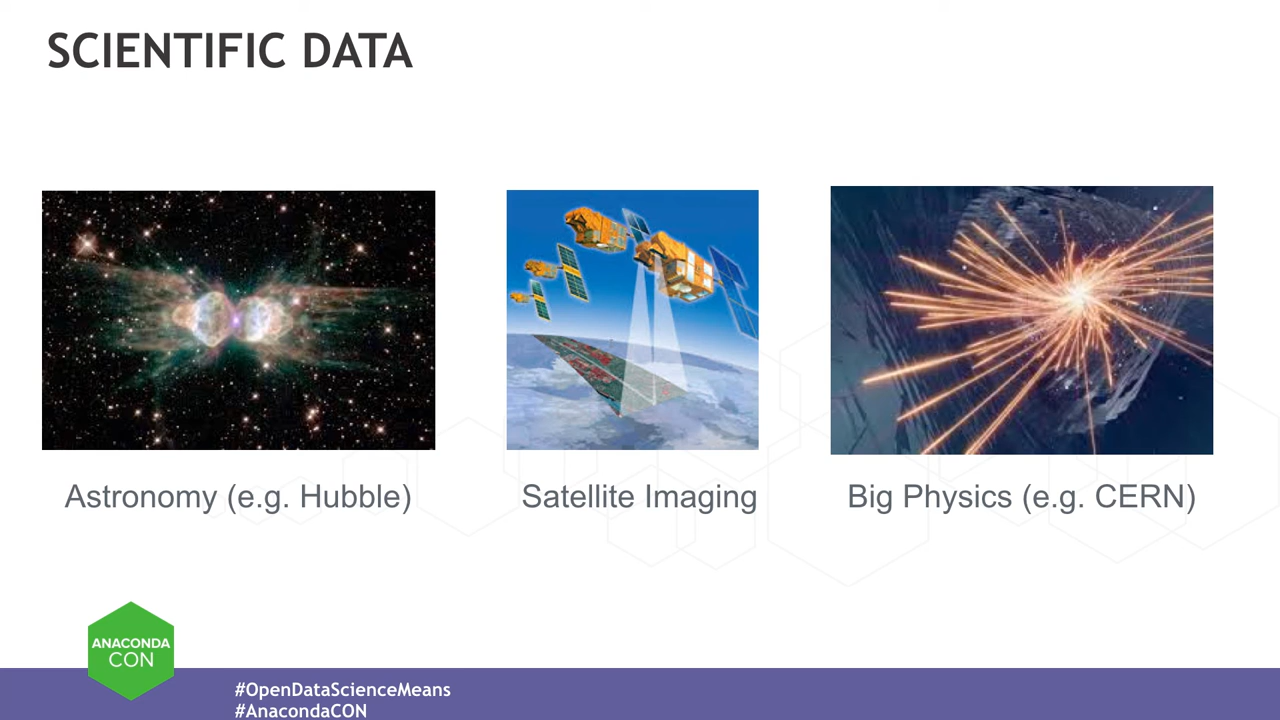 SCIENTIFIC DATA
Astronomy (e.g. Hubble)
Satellite Imaging
Big Physics (e.g. CERN)
ANACONDA
CON
#OpenDataScienceMeans
#AnacondaCON